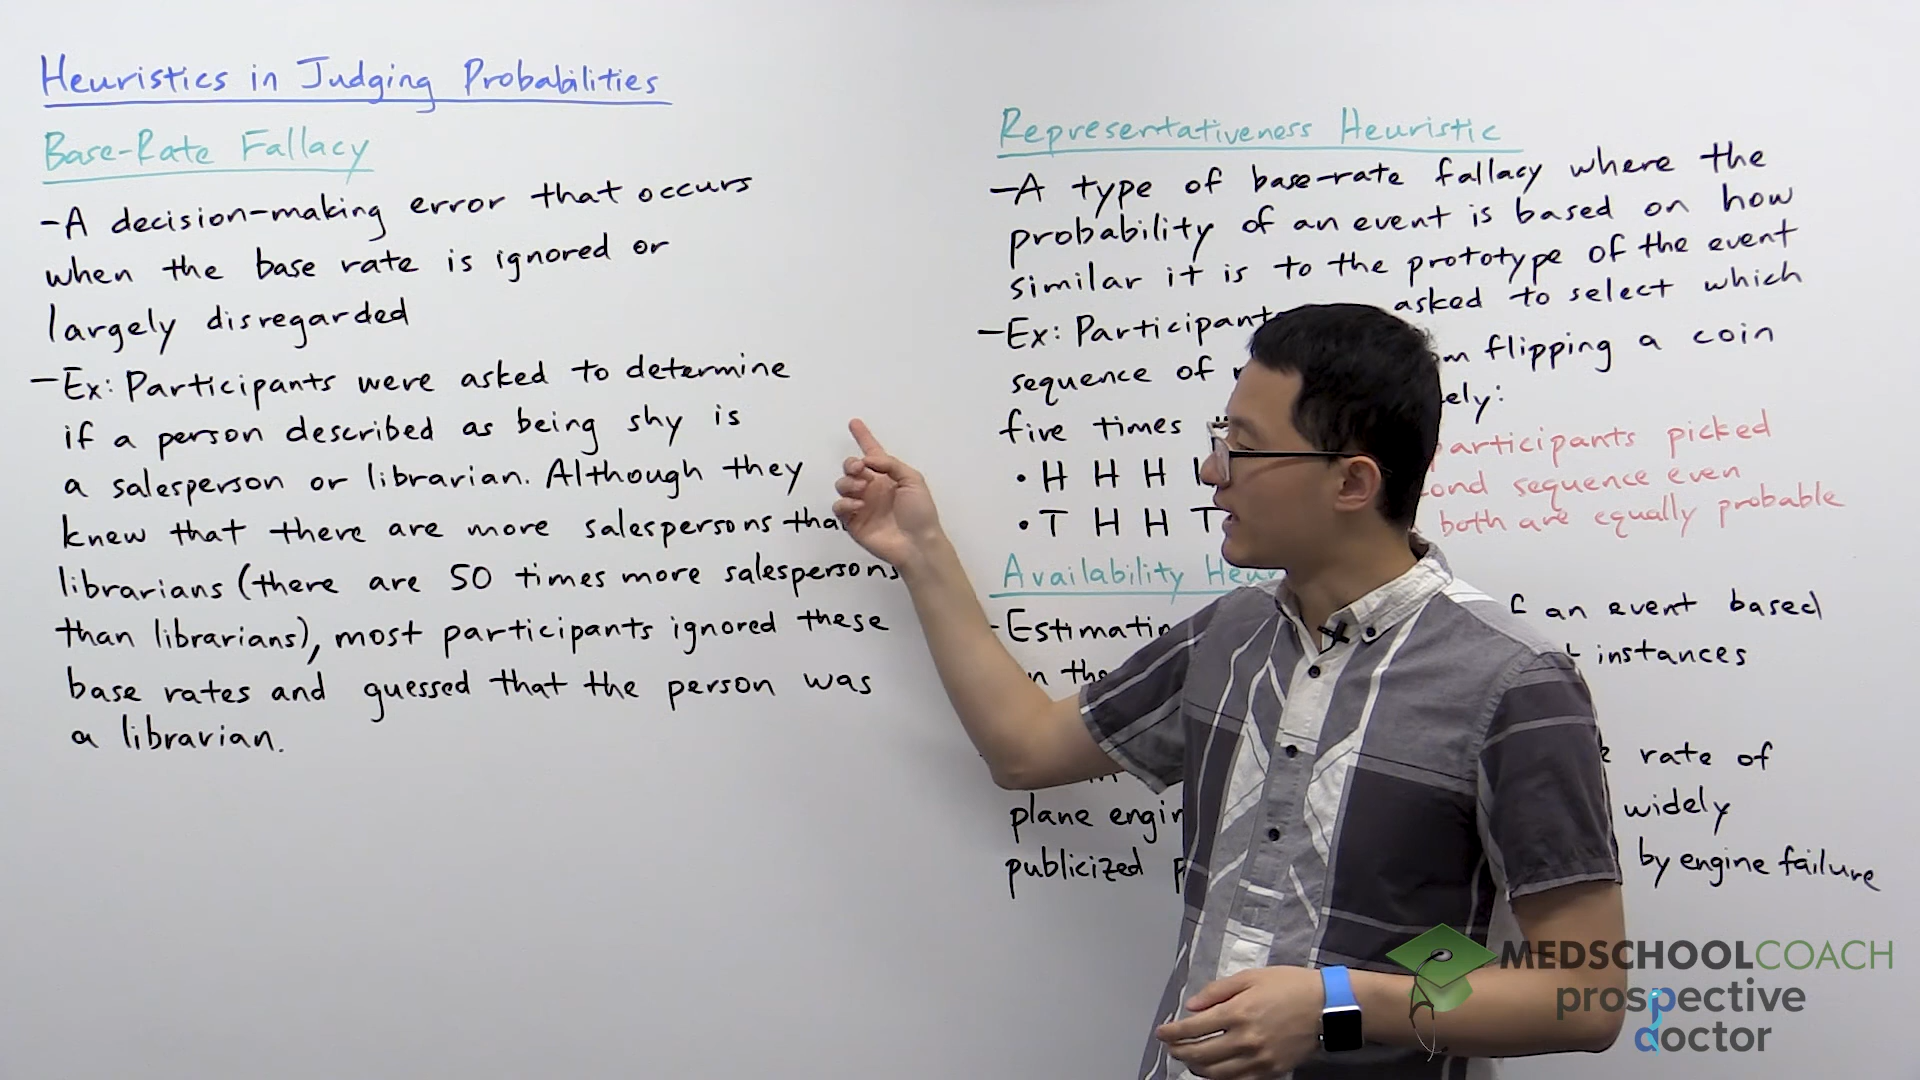 Heuristics in Judging Probabilities
Base-Rate Fallacy
-A decision-making error that occurs
when the base rate is ignored or
largely disregarded
-Ex: Participants were asked to determine
if a person described as being shy is
a salesperson or librarian. Although they
knew that there are more salespersons
librarians (there are 50 times more salespersons
than librarians), most participants ignored these
base rates and guessed that the person was
a librarian.
Representativeness Heuristic
-A type of base-rate fallacy where the
probability of an event is based on how
similar it is to the prototype of the event
-Ex: asked to select which
sequence of flipping a coin
five times
participants picked
• H H H
sequence even
• T H H T
both are equally probable
Availability
an event based
instances
rate of
plane widely
publicized by engine failure
MEDSCHOOLCOACH
prospective
doctor